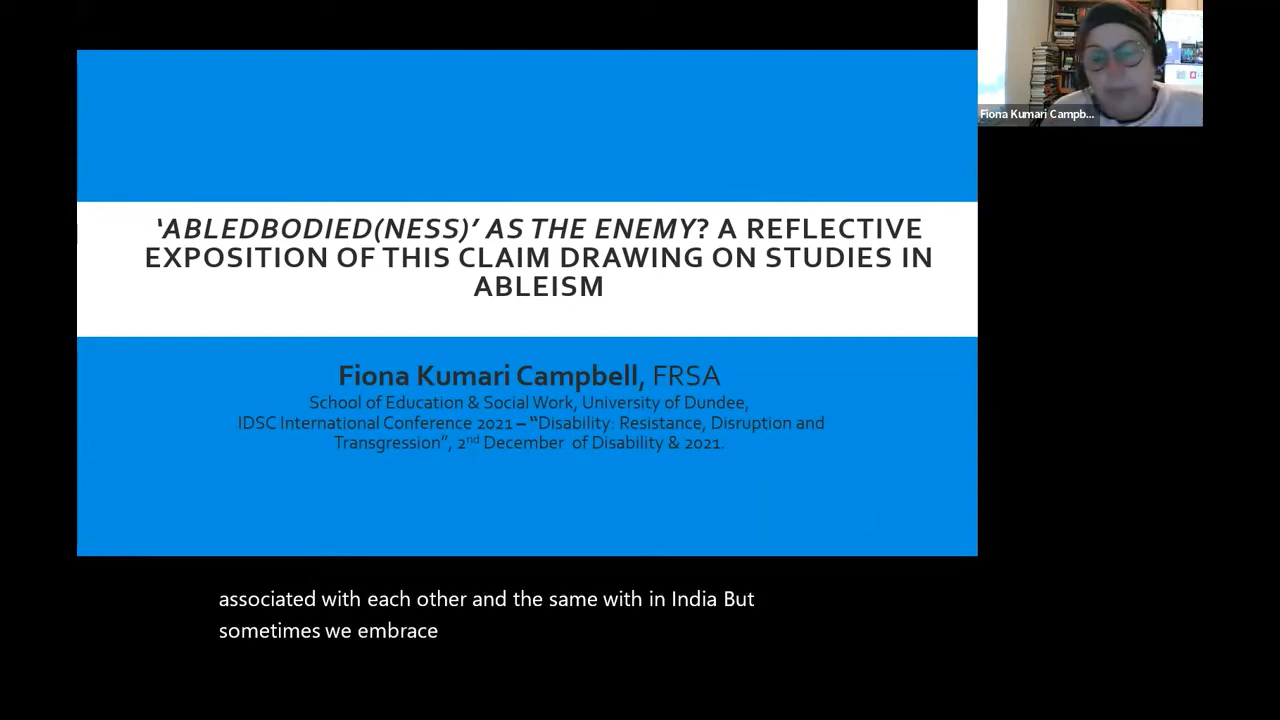 ‘ABLEDBODIED(NESS)’ AS THE ENEMY? A REFLECTIVE
EXPOSITION OF THIS CLAIM DRAWING ON STUDIES IN
ABLEISM
Fiona Kumari Campbell, FRSA
School of Education & Social Work, University of Dundee,
IDSC International Conference 2021 – “Disability: Resistance, Disruption and
Transgression”, 2nd December of Disability & 2021.
Fiona Kumari Campb...
associated with each other and the same with in India But
sometimes we embrace